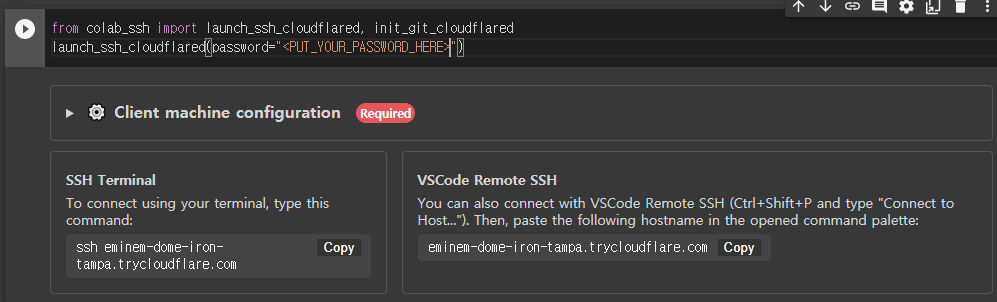 from colab_ssh import launch_ssh_cloudflared, init_git_cloudflared
launch_ssh_cloudflared(password="<PUT_YOUR_PASSWORD_HERE>")
Client machine configuration Required
SSH Terminal
To connect using your terminal, type this
command:
ssh eminem-dome-iron-
tampa.trycloudflare.com
Copy
VSCode Remote SSH
You can also connect with VSCode Remote SSH (Ctrl+Shift+P and type "Connect to
Host..."). Then, paste the following hostname in the opened command palette:
eminem-dome-iron-tampa.trycloudflare.com Copy